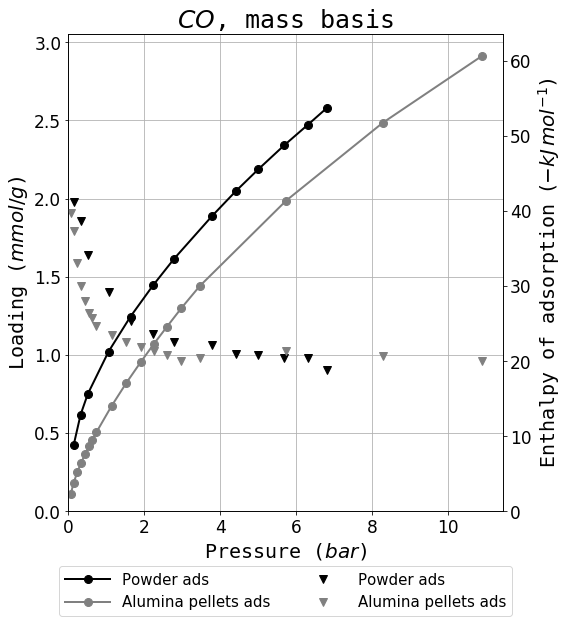 CO, mass basis
3.0
2.5
2.0
1.5
1.0
0.5
0.0
Loading (mmol/g)
60
50
40
30
20
10
0
Enthalpy of adsorption (−kJ mol⁻¹)
0 2 4 6 8 10
Pressure (bar)
Powder ads Powder ads
Alumina pellets ads Alumina pellets ads